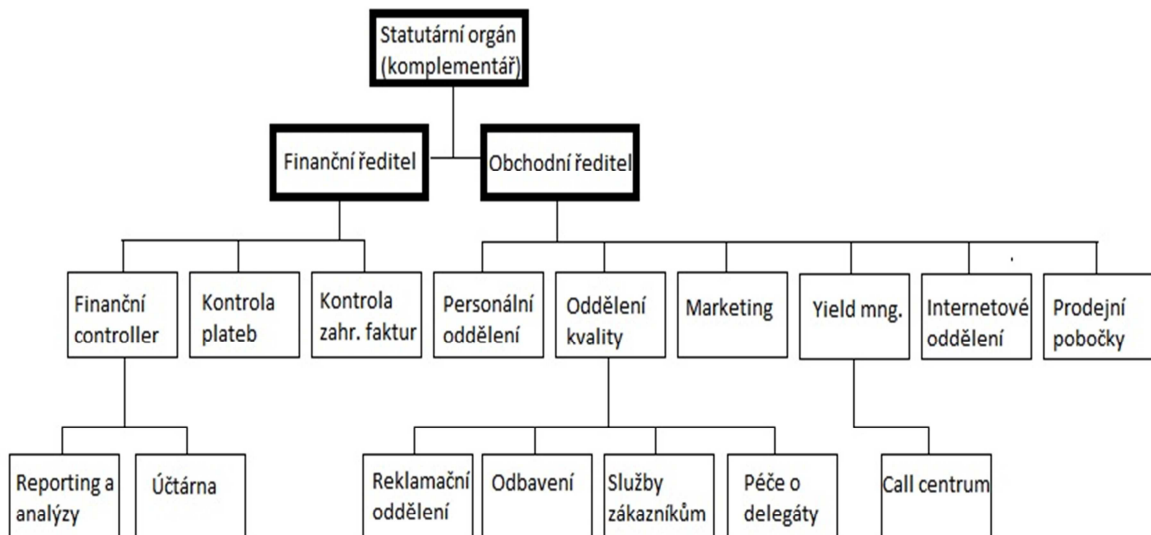 Statutární orgán
(komplementář)
Finanční ředitel
Obchodní ředitel
Finanční
controller
Kontrola
plateb
Kontrola
zahr. faktur
Personální
oddělení
Oddělení
kvality
Marketing
Yield mng.
Internetové
oddělení
Prodejní
pobočky
Reporting a
analýzy
Účtárna
Reklamační
oddělení
Odbavení
Služby
zákazníkům
Péče o
delegáty
Call centrum